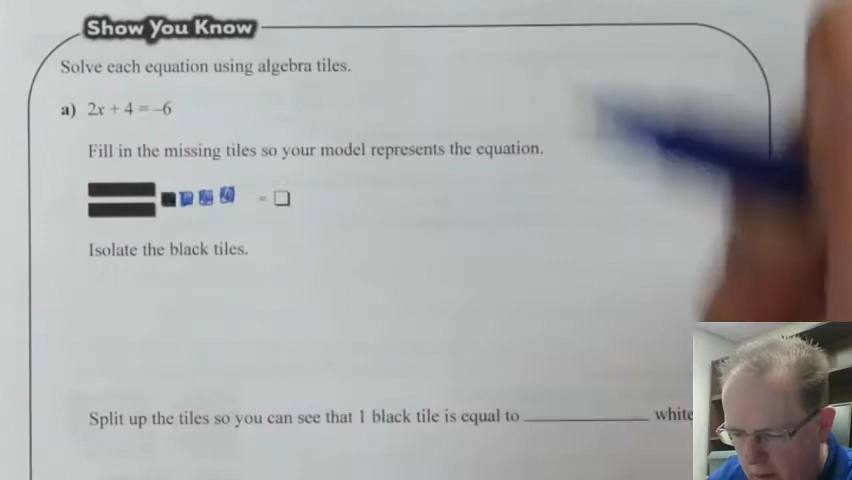 Show You Know
Solve each equation using algebra tiles.
a) 2x + 4 = –6
Fill in the missing tiles so your model represents the equation.
=
Isolate the black tiles.
Split up the tiles so you can see that 1 black tile is equal to ____________ white